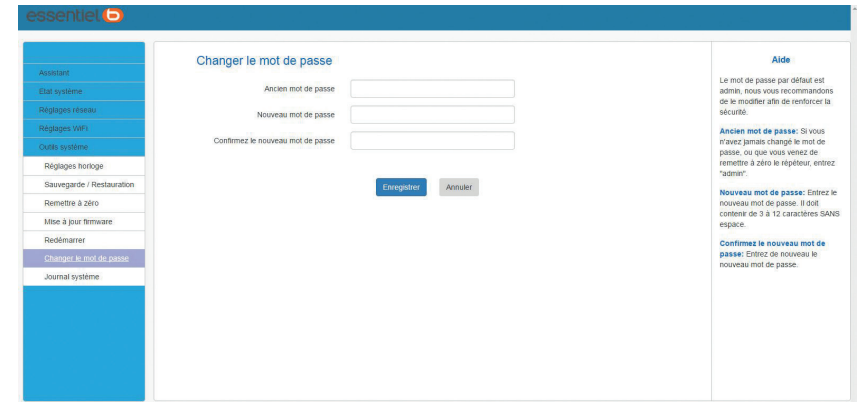 essentiel b
Assistant
Etat système
Réglages réseau
Réglages WiFi
Outils système
Réglages horloge
Sauvegarde / Restauration
Remettre à zéro
Mise à jour firmware
Redémarrer
Changer le mot de passe
Journal système
Changer le mot de passe
Ancien mot de passe
Nouveau mot de passe
Confirmez le nouveau mot de passe
Enregistrer
Annuler
Aide
Le mot de passe par défaut est
admin, nous vous recommandons
de le modifier afin de renforcer la
sécurité.
Ancien mot de passe: Si vous
n'avez jamais changé le mot de
passe, ou que vous venez de
remettre à zéro le répéteur, entrez
"admin".
Nouveau mot de passe: Entrez le
nouveau mot de passe. Il doit
contenir de 3 à 12 caractères SANS
espace.
Confirmez le nouveau mot de
passe: Entrez de nouveau le
nouveau mot de passe.